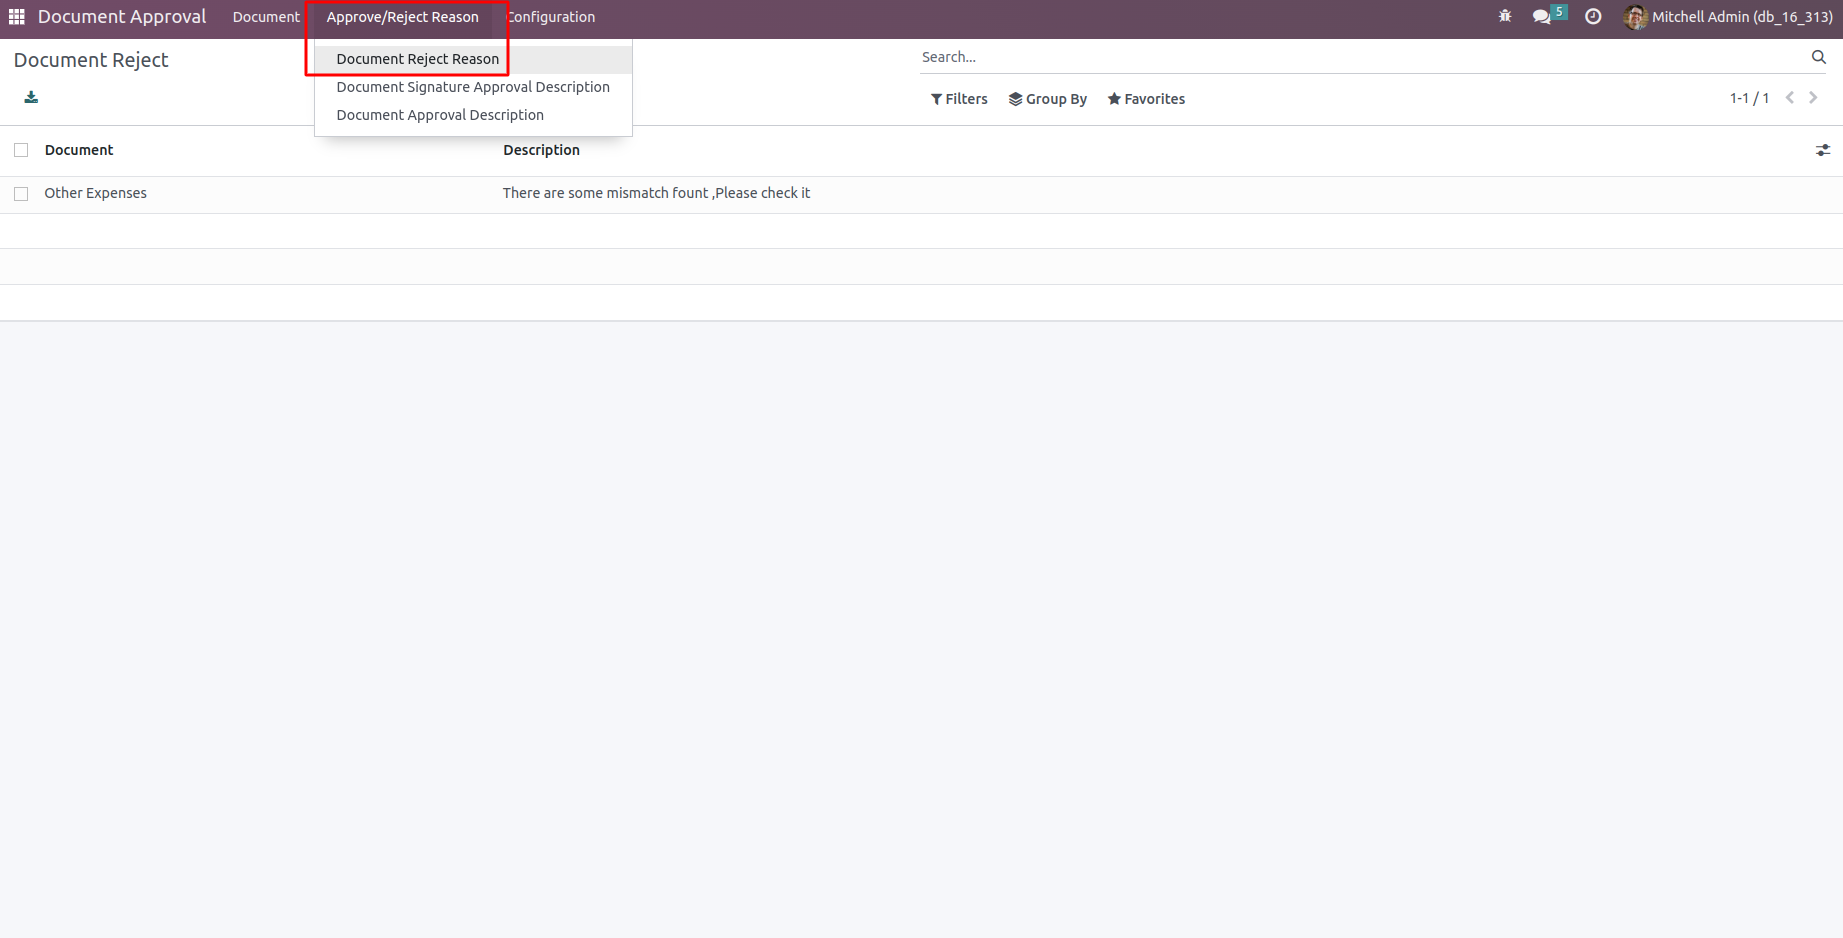 Document Approval Document Approve/Reject Reason Configuration 5 Mitchell Admin (db_16_313)
Document Reject Document Reject Reason Search...
Document Signature Approval Description
Filters Group By Favorites 1-1 / 1
Document Approval Description
Document Description
Other Expenses There are some mismatch fount ,Please check it